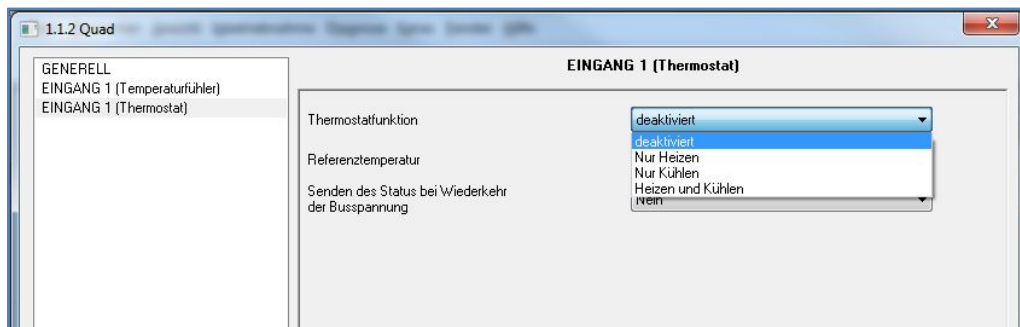 1.1.2 Quad
GENERELL
EINGANG 1 (Temperaturfühler)
EINGANG 1 (Thermostat)
EINGANG 1 (Thermostat)
Thermostatfunktion
deaktiviert
deaktiviert
Nur Heizen
Nur Kühlen
Heizen und Kühlen
Referenztemperatur
Senden des Status bei Wiederkehr
der Busspannung
Nein